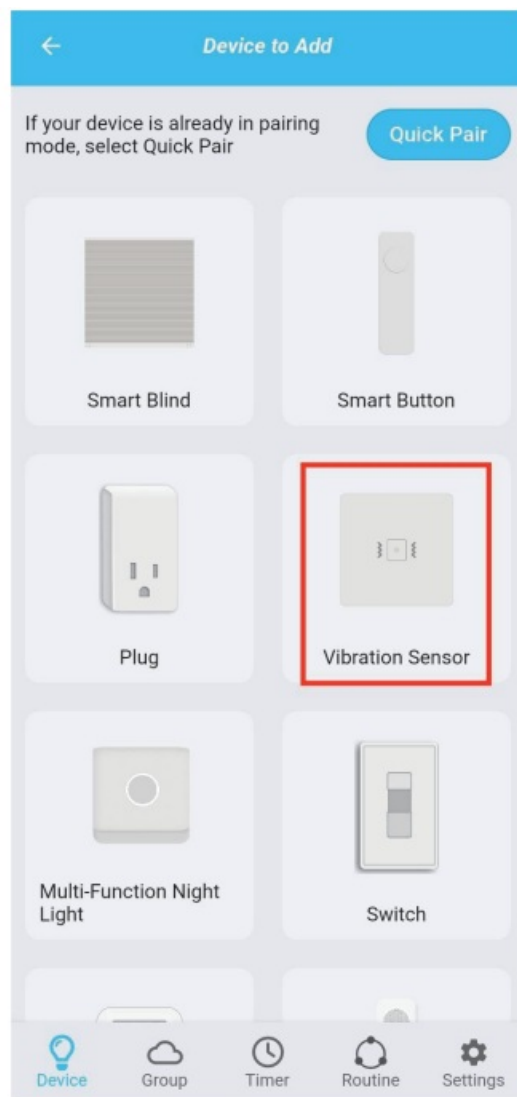 Device to Add
If your device is already in pairing
mode, select Quick Pair
Quick Pair
Smart Blind
Smart Button
Plug
Vibration Sensor
Multi-Function Night
Light
Switch
Device
Group
Timer
Routine
Settings